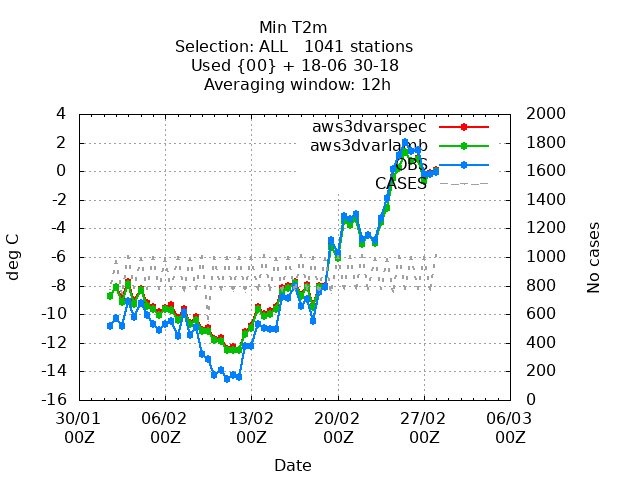 Min T2m
Selection: ALL 1041 stations
Used {00} + 18-06 30-18
Averaging window: 12h
aws3dvarspec
aws3dvarlamb
OBS
CASES
4
2
0
-2
-4
-6
-8
-10
-12
-14
-16
2000
1800
1600
1400
1200
1000
800
600
400
200
0
deg C
No cases
30/01 06/02 13/02 20/02 27/02 06/03
00Z 00Z 00Z 00Z 00Z 00Z
Date